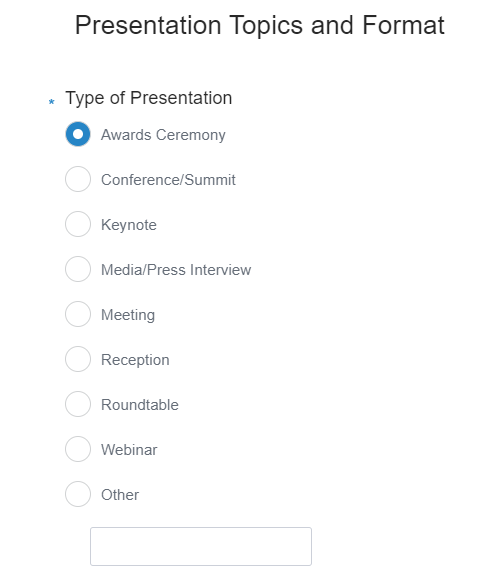 Presentation Topics and Format
* Type of Presentation
Awards Ceremony
Conference/Summit
Keynote
Media/Press Interview
Meeting
Reception
Roundtable
Webinar
Other